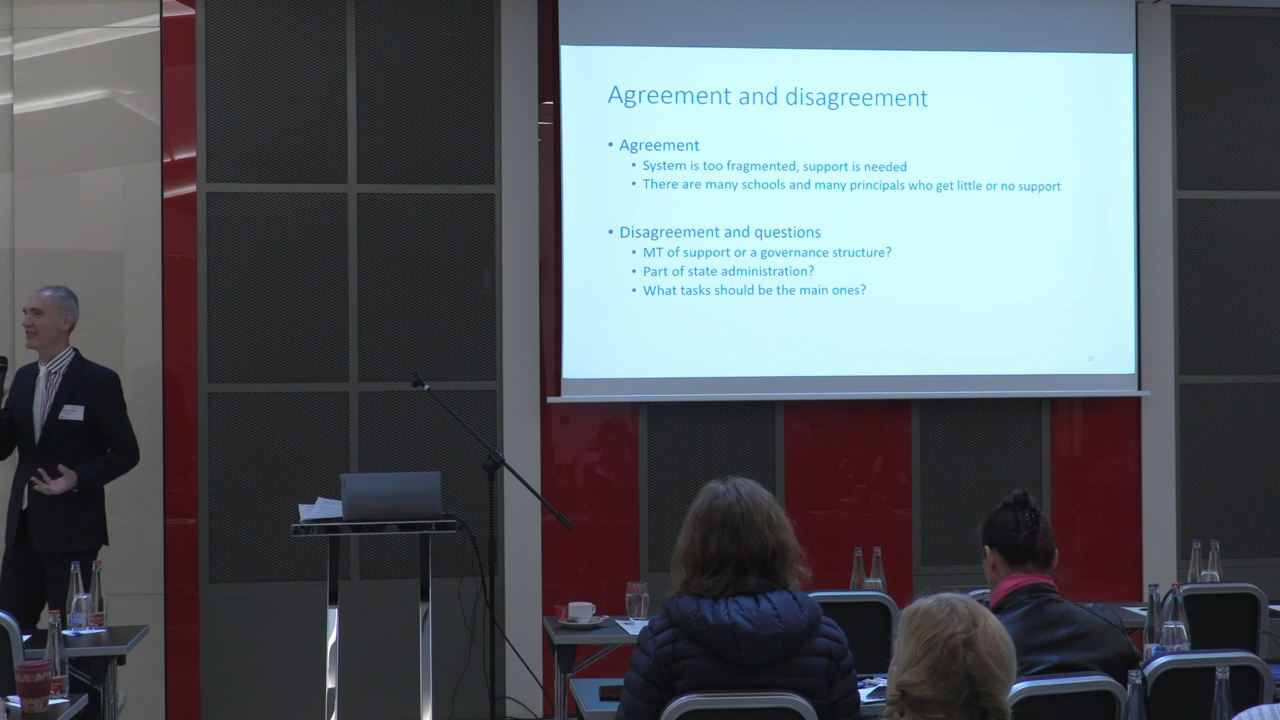 Agreement and disagreement
• Agreement
• System is too fragmented, support is needed
• There are many schools and many principals who get little or no support
• Disagreement and questions
• MT of support or a governance structure?
• Part of state administration?
• What tasks should be the main ones?